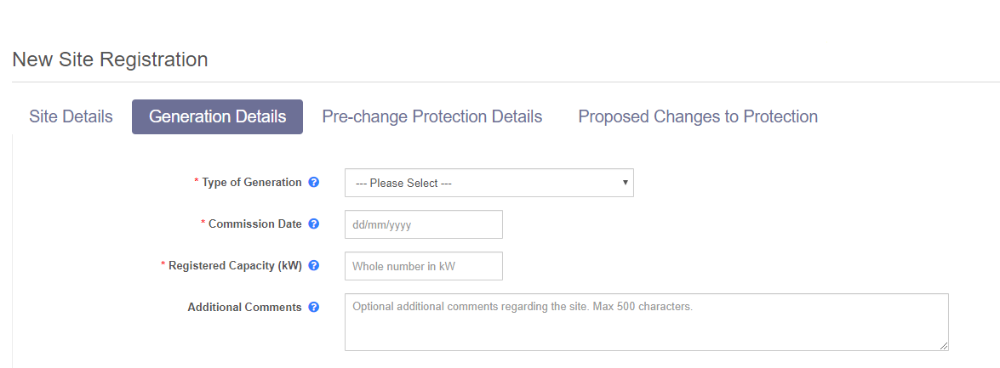 New Site Registration
Site Details Generation Details Pre-change Protection Details Proposed Changes to Protection
* Type of Generation ? --- Please Select ---
* Commission Date ? dd/mm/yyyy
* Registered Capacity (kW) ? Whole number in kW
Additional Comments ? Optional additional comments regarding the site. Max 500 characters.